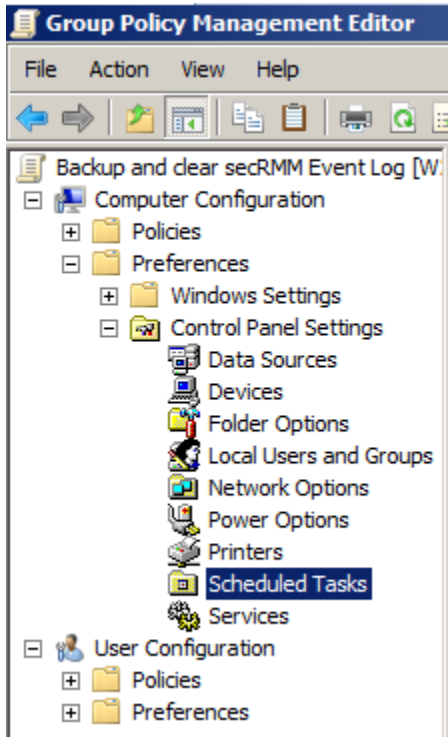 Group Policy Management Editor
File Action View Help
Backup and clear secRMM Event Log [W
Computer Configuration
Policies
Preferences
Windows Settings
Control Panel Settings
Data Sources
Devices
Folder Options
Local Users and Groups
Network Options
Power Options
Printers
Scheduled Tasks
Services
User Configuration
Policies
Preferences